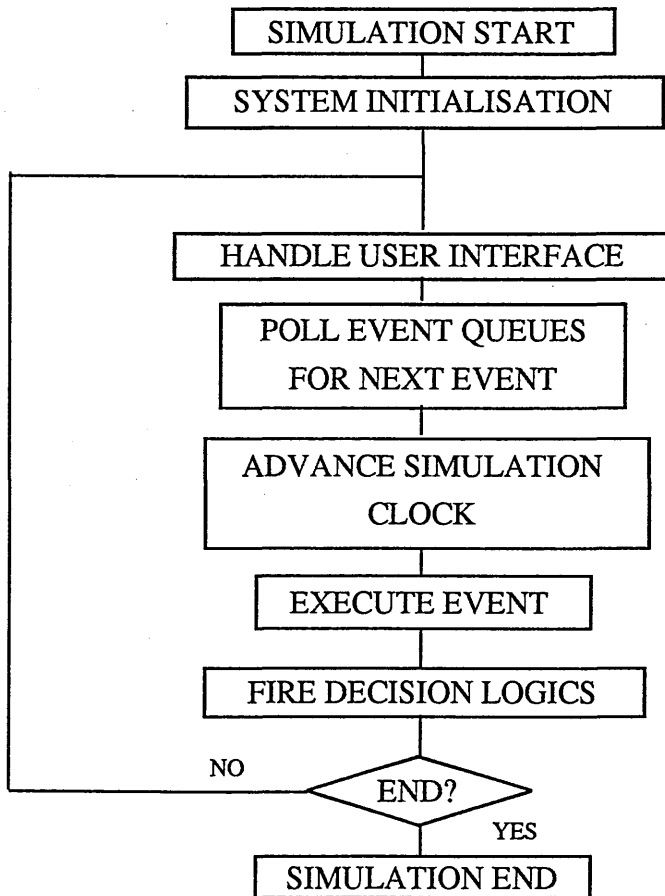 SIMULATION START
SYSTEM INITIALISATION
HANDLE USER INTERFACE
POLL EVENT QUEUES
FOR NEXT EVENT
ADVANCE SIMULATION
CLOCK
EXECUTE EVENT
FIRE DECISION LOGICS
NO
END?
YES
SIMULATION END